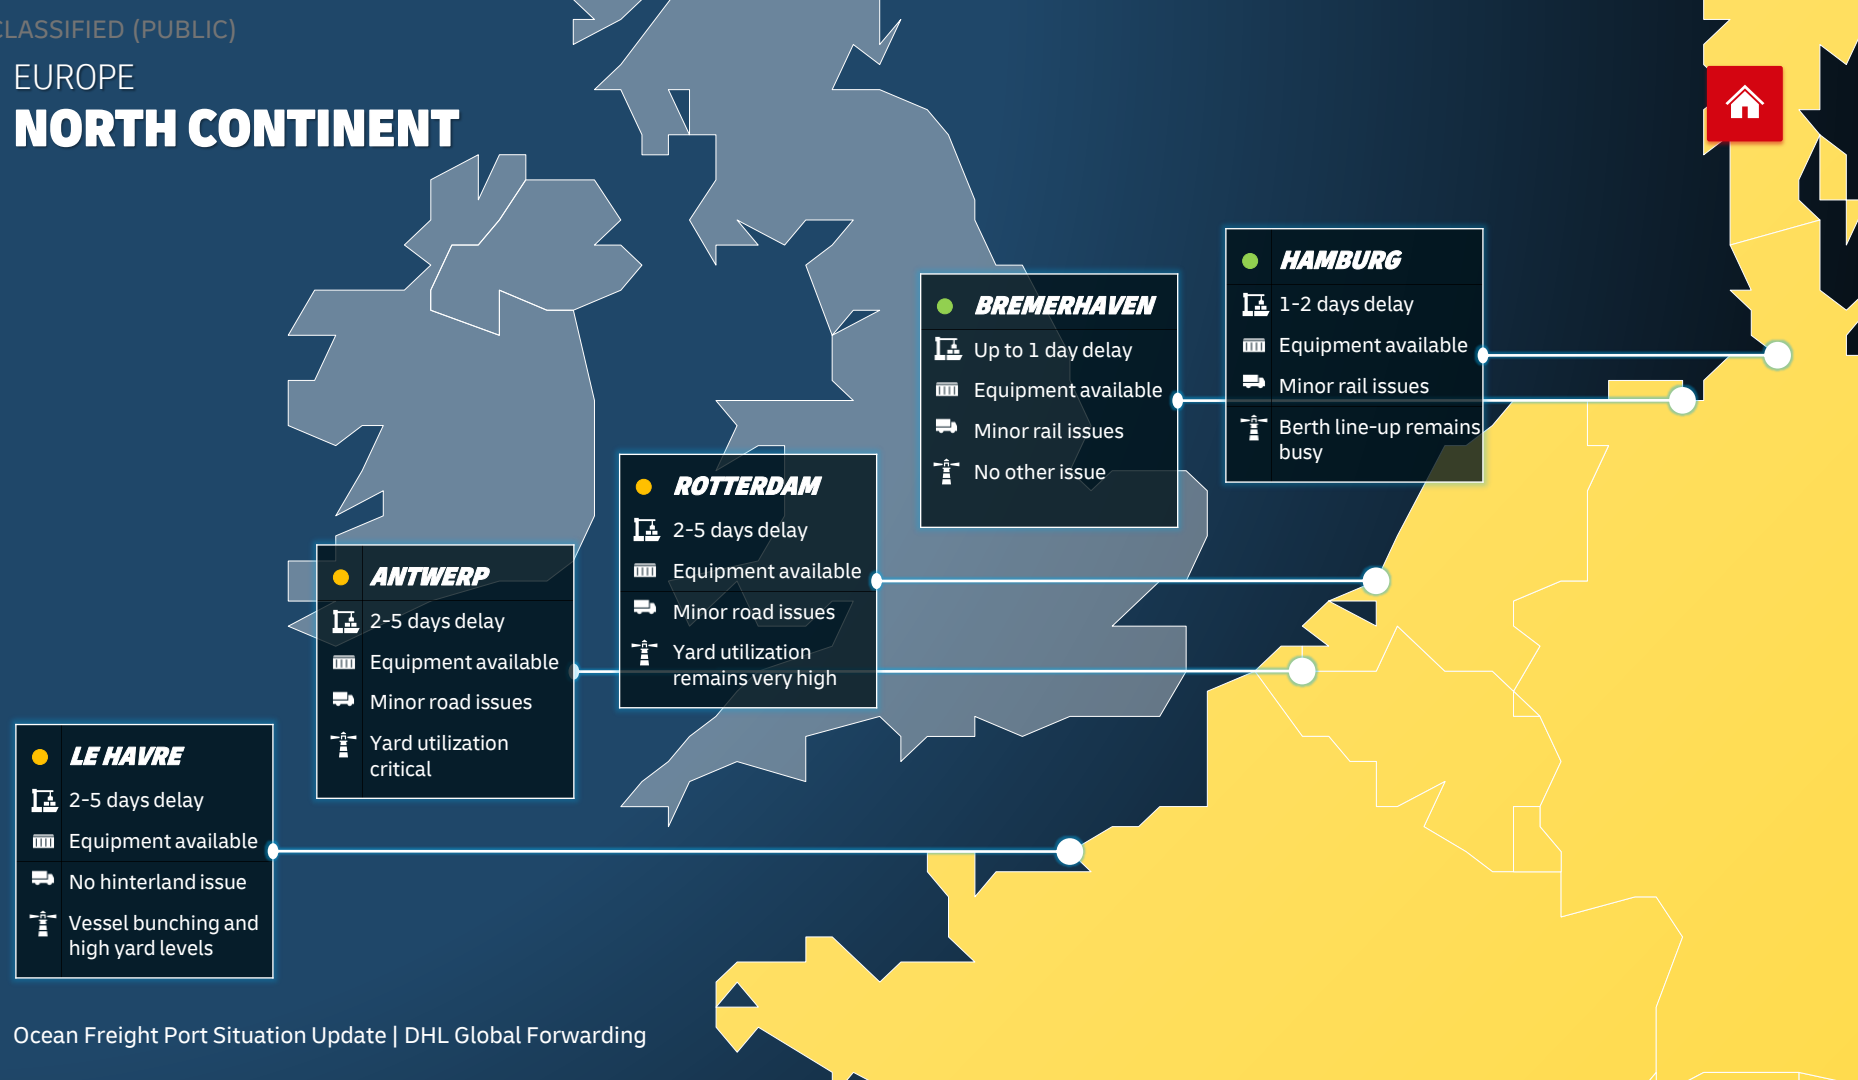 CLASSIFIED (PUBLIC)
EUROPE
NORTH CONTINENT
HAMBURG
1-2 days delay
Equipment available
Minor rail issues
Berth line-up remains
busy
BREMERHAVEN
Up to 1 day delay
Equipment available
Minor rail issues
No other issue
ROTTERDAM
2-5 days delay
Equipment available
Minor road issues
Yard utilization
remains very high
ANTWERP
2-5 days delay
Equipment available
Minor road issues
Yard utilization
critical
LE HAVRE
2-5 days delay
Equipment available
No hinterland issue
Vessel bunching and
high yard levels
Ocean Freight Port Situation Update | DHL Global Forwarding